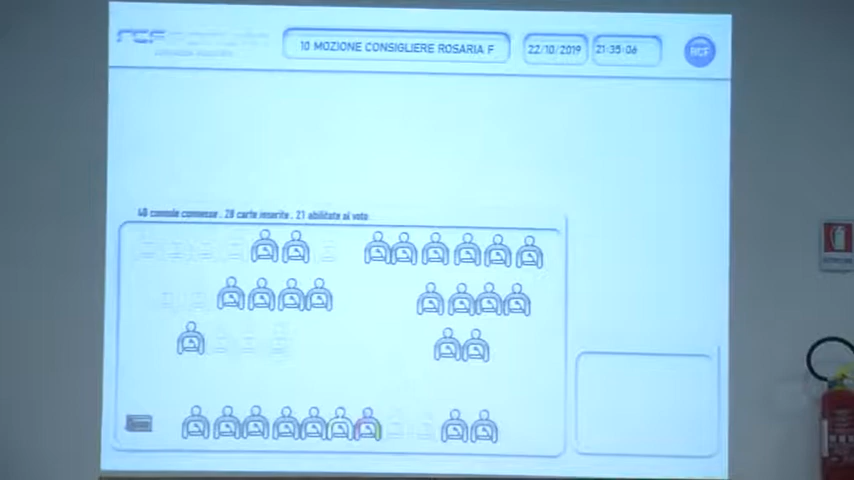 RCF
10 MOZIONE CONSIGLIERE ROSARIA F
22/10/2019
21:35:06
RCF
48 console connesse . 28 carte inserite . 21 abilitate al voto